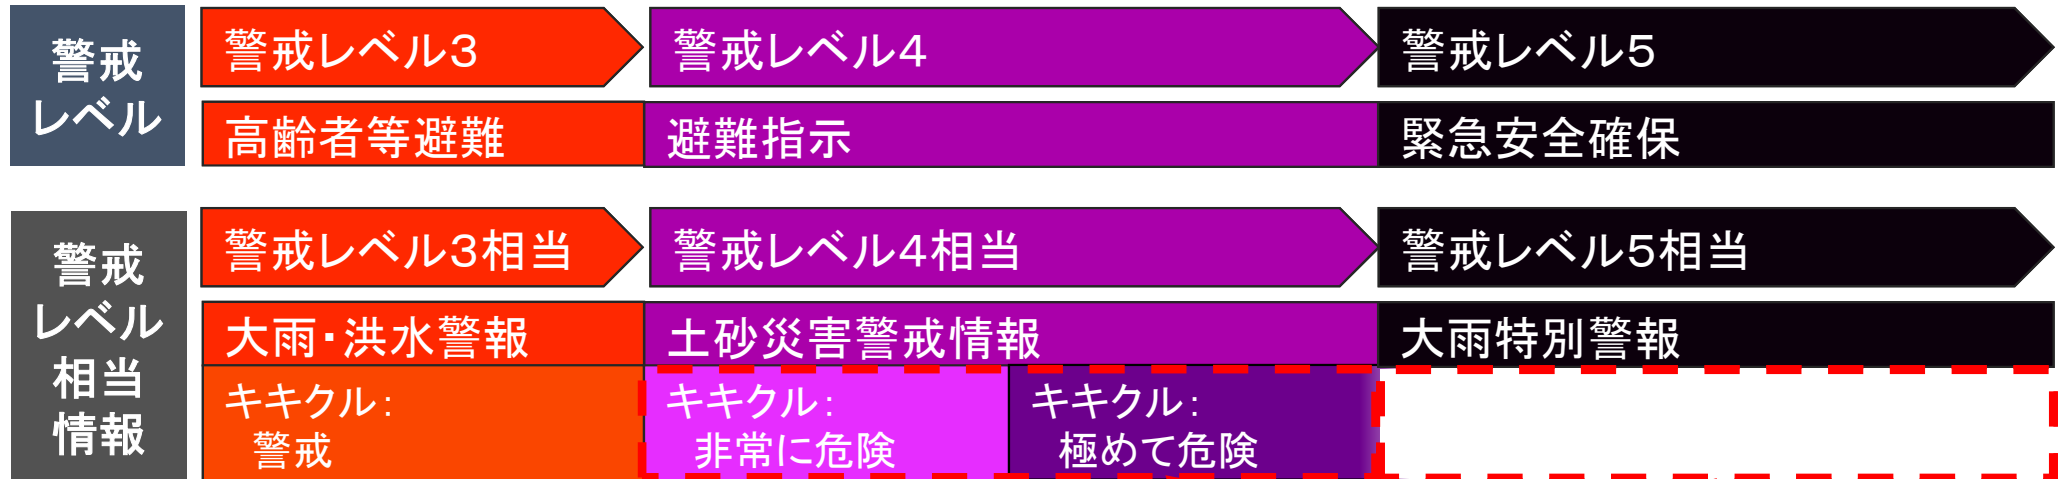 警戒
レベル
警戒レベル3
警戒レベル4
警戒レベル5
高齢者等避難
避難指示
緊急安全確保
警戒
レベル
相当
情報
警戒レベル3相当
警戒レベル4相当
警戒レベル5相当
大雨・洪水警報
土砂災害警戒情報
大雨特別警報
キキクル:
警戒
キキクル:
非常に危険
キキクル:
極めて危険